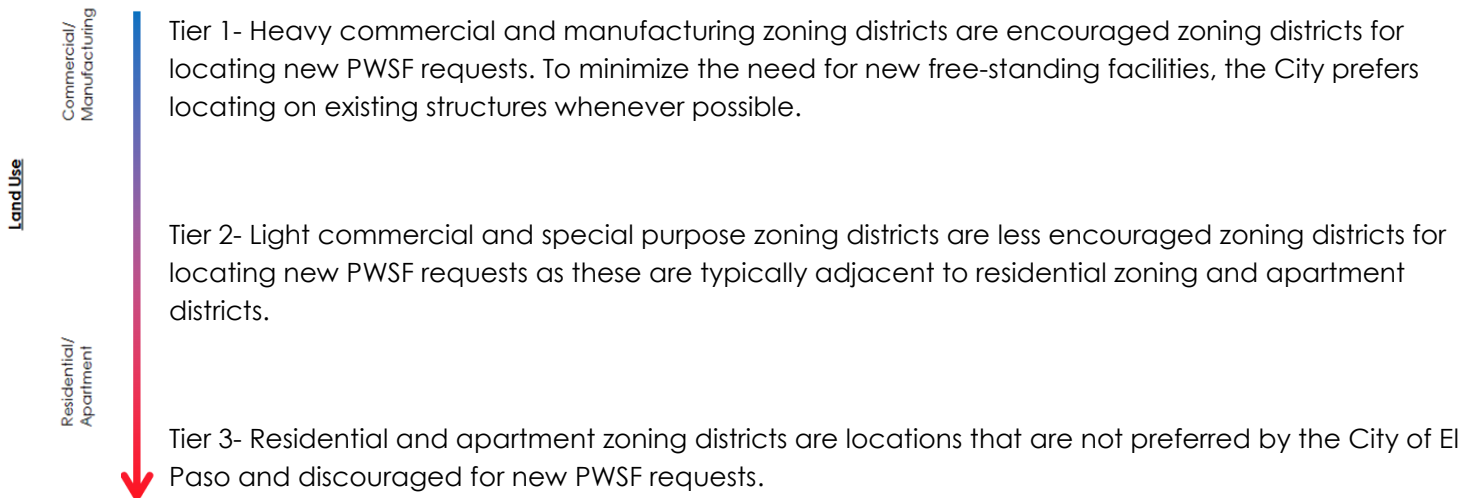 Land Use
Commercial/
Manufacturing
Residential/
Apartment
Tier 1- Heavy commercial and manufacturing zoning districts are encouraged zoning districts for
locating new PWSF requests. To minimize the need for new free-standing facilities, the City prefers
locating on existing structures whenever possible.
Tier 2- Light commercial and special purpose zoning districts are less encouraged zoning districts for
locating new PWSF requests as these are typically adjacent to residential zoning and apartment
districts.
Tier 3- Residential and apartment zoning districts are locations that are not preferred by the City of El
Paso and discouraged for new PWSF requests.